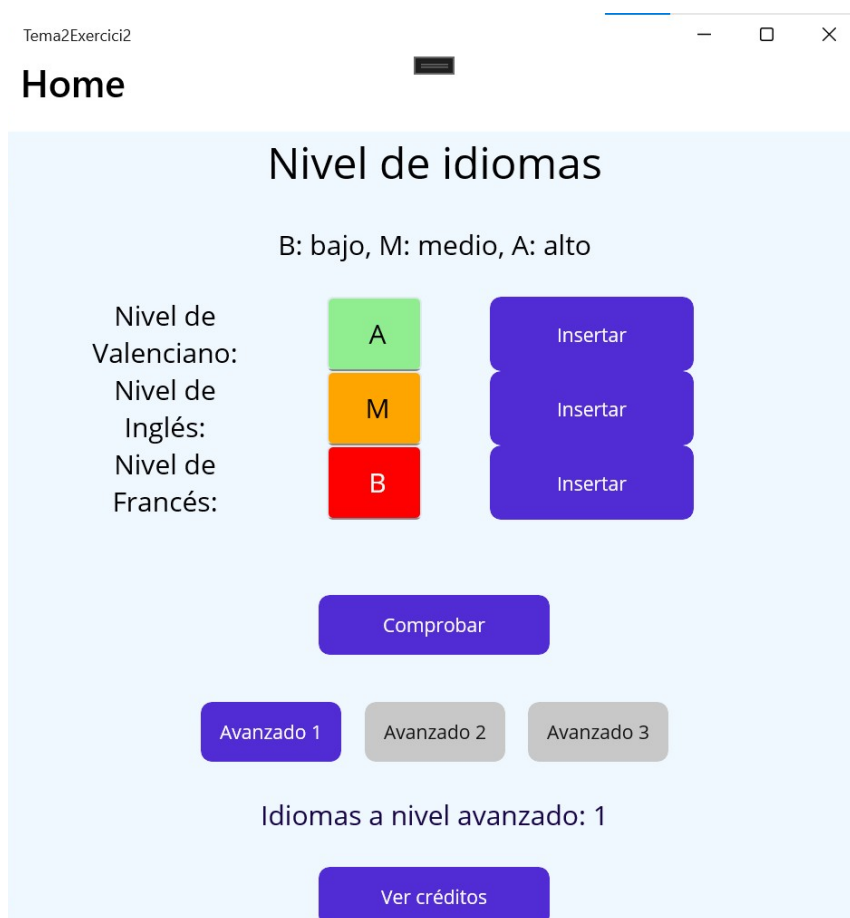 Tema2Exercici2
Home
Nivel de idiomas
B: bajo, M: medio, A: alto
Nivel de
Valenciano:
A
Insertar
Nivel de
Inglés:
M
Insertar
Nivel de
Francés:
B
Insertar
Comprobar
Avanzado 1
Avanzado 2
Avanzado 3
Idiomas a nivel avanzado: 1
Ver créditos